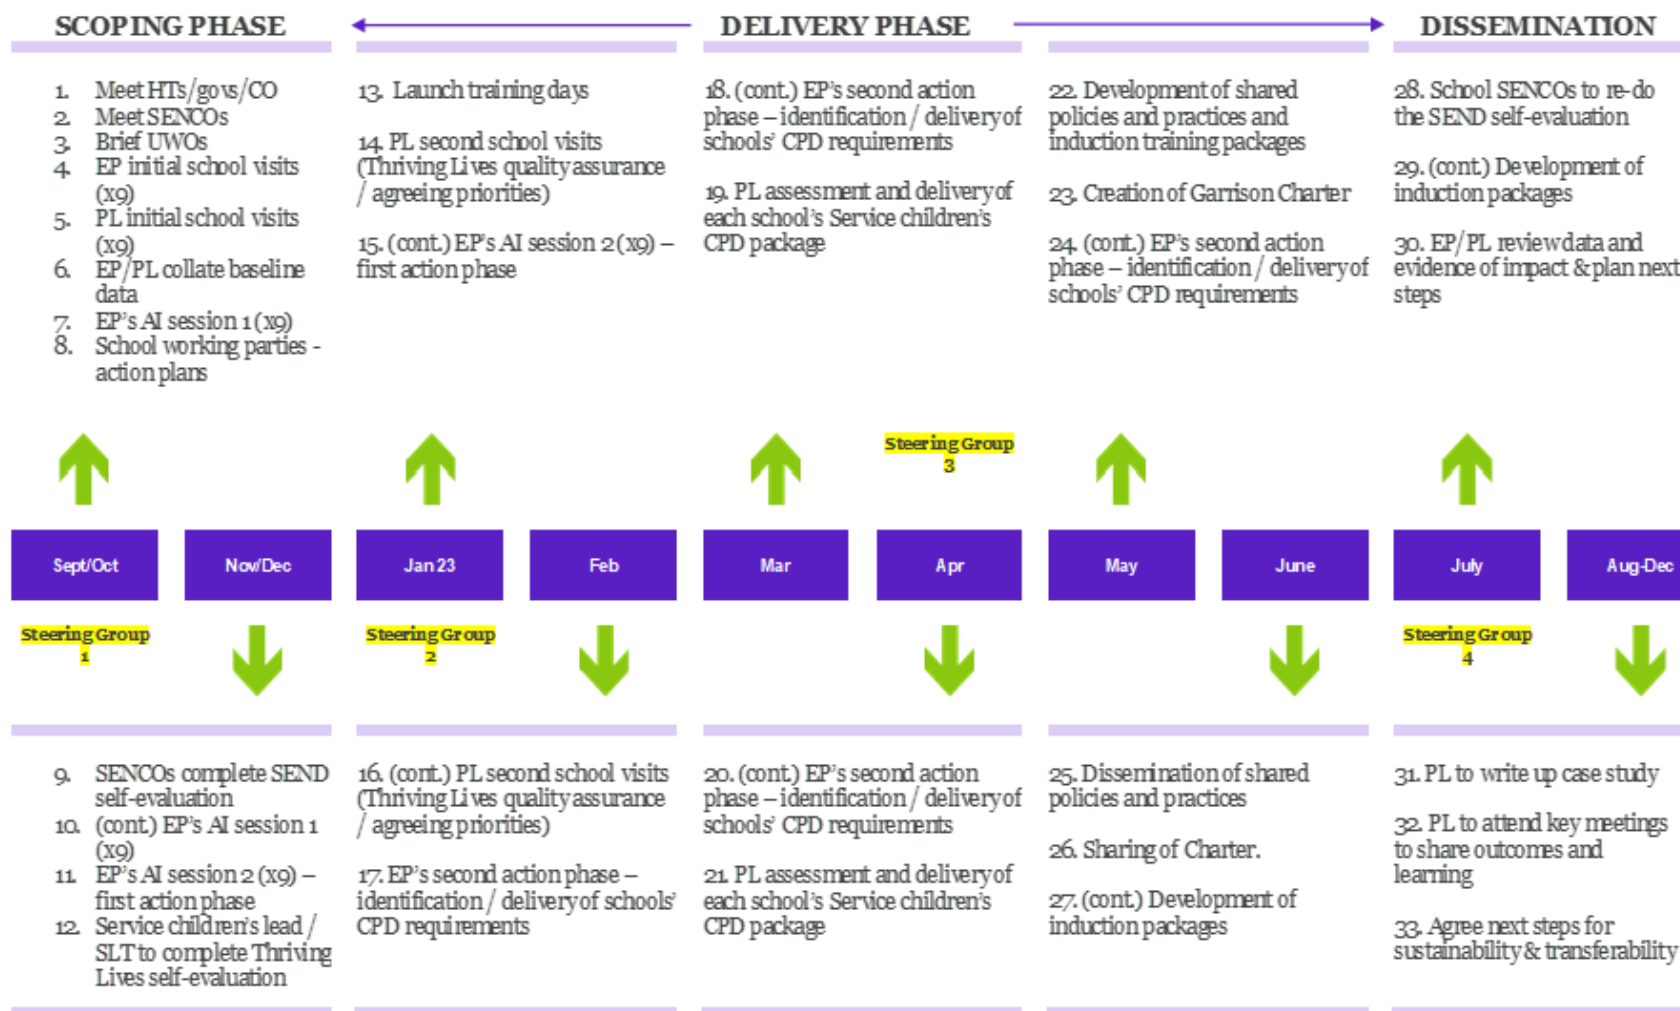 SCOPING PHASE
DELIVERY PHASE
DISSEMINATION
1. Meet HTs/govs/CO
2. Meet SENCOs
3. Brief UWOs
4. EP initial school visits
(x9)
5. PL initial school visits
(x9)
6. EP/PL collate baseline
data
7. EP's AI session 1 (x9)
8. School working parties -
action plans
13. Launch training days
14. PL second school visits
(Thriving Lives quality assurance
/ agreeing priorities)
15. (cont.) EP's AI session 2 (x9) –
first action phase
18. (cont.) EP's second action
phase – identification / delivery of
schools' CPD requirements
19. PL assessment and delivery of
each school's Service children's
CPD package
22. Development of shared
policies and practices and
induction training packages
23. Creation of Garrison Charter
24. (cont.) EP's second action
phase – identification / delivery of
schools' CPD requirements
28. School SENCOs to re-do
the SEND self-evaluation
29. (cont.) Development of
induction packages
30. EP/PL review data and
evidence of impact & plan next
steps
Steering Group
3
Sept/Oct
Nov/Dec
Jan 23
Feb
Mar
Apr
May
June
July
Aug-Dec
Steering Group
1
Steering Group
2
Steering Group
4
9. SENCOs complete SEND
self-evaluation
10. (cont.) EP's AI session 1
(x9)
11. EP's AI session 2 (x9) –
first action phase
12. Service children's lead /
SLT to complete Thriving
Lives self-evaluation
16. (cont.) PL second school visits
(Thriving Lives quality assurance
/ agreeing priorities)
17. EP's second action phase –
identification / delivery of schools'
CPD requirements
20. (cont.) EP's second action
phase – identification / delivery of
schools' CPD requirements
21. PL assessment and delivery of
each school's Service children's
CPD package
25. Dissemination of shared
policies and practices
26. Sharing of Charter.
27. (cont.) Development of
induction packages
31. PL to write up case study
32. PL to attend key meetings
to share outcomes and
learning
33. Agree next steps for
sustainability & transferability